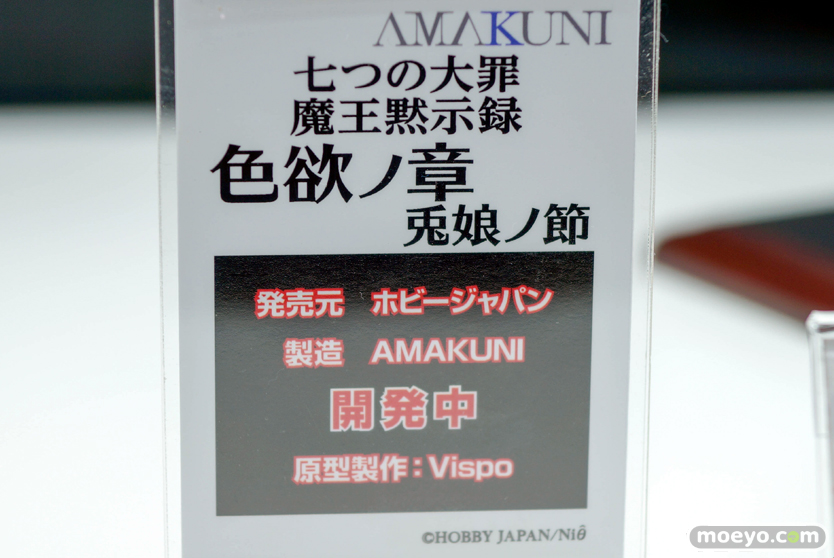 AMAKUNI
七つの大罪
魔王黙示録
色欲ノ章
兎娘ノ節
発売元 ホビージャパン
製造 AMAKUNI
開発中
原型製作：Vispo
©HOBBY JAPAN/Niθ
moeyo.com